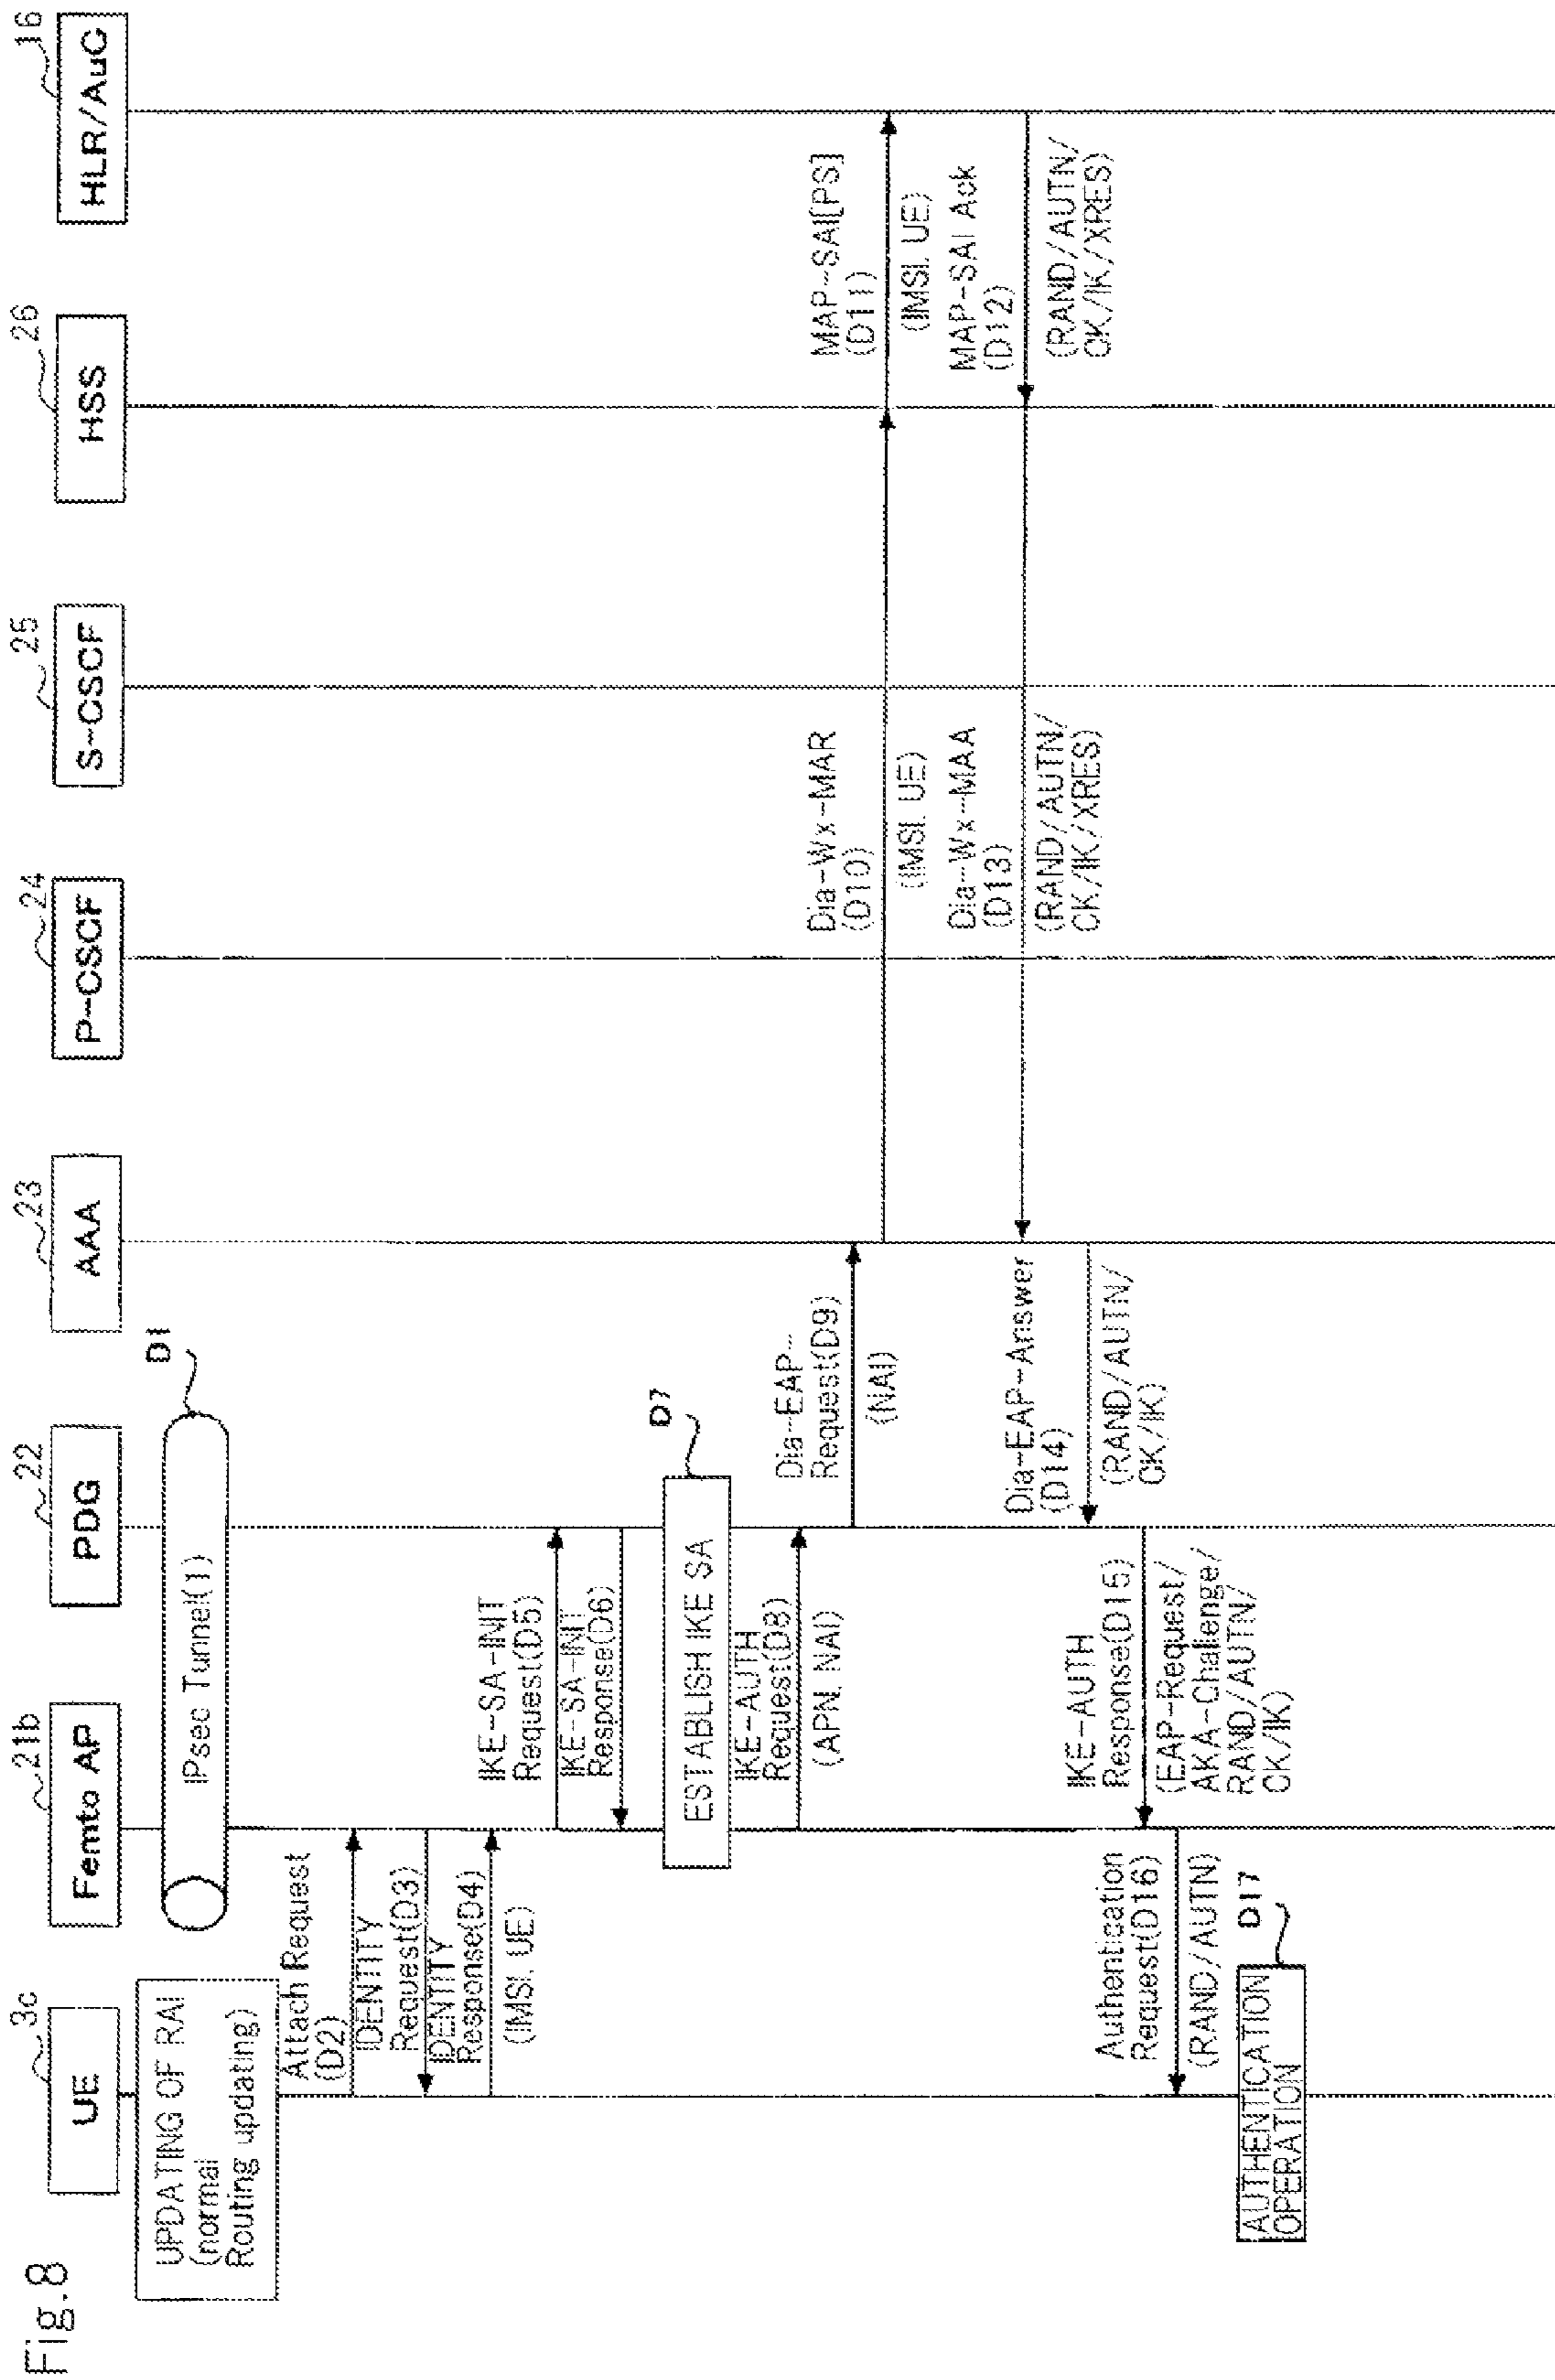 Fig.8
3c
UE
21b
Femto AP
22
PDG
23
AAA
24
P-CSCF
25
S-CSCF
26
HSS
16
HLR/AuC
UPDATING OF RAI
(normal
Routing updating)
IPsec Tunnel(1)
D1
Attach Request
(D2)
IDENTITY
Request(D3)
IDENTITY
Response(D4)
(IMSI, UE)
IKE-SA-INIT
Request(D5)
IKE-SA-INIT
Response(D6)
ESTABLISH IKE SA
D7
IKE-AUTH
Request(D8)
(APN, NAI)
Dia-EAP-
Request(D9)
(NAI)
Dia-Wx-MAR
(D10)
(IMSI, UE)
MAP-SAI[PS]
(D11)
(IMSI, UE)
MAP-SAI Ack
(D12)
(RAND/AUTN/
CK/IK/XRES)
Dia-Wx-MAA
(D13)
(RAND/AUTN/
CK/IK/XRES)
Dia-EAP-Answer
(D14)
(RAND/AUTN/
CK/IK)
IKE-AUTH
Response(D15)
(EAP-Request/
AKA-Challenge/
RAND/AUTN/
CK/IK)
Authentication
Request(D16)
(RAND/AUTN)
AUTHENTICATION
OPERATION
D17